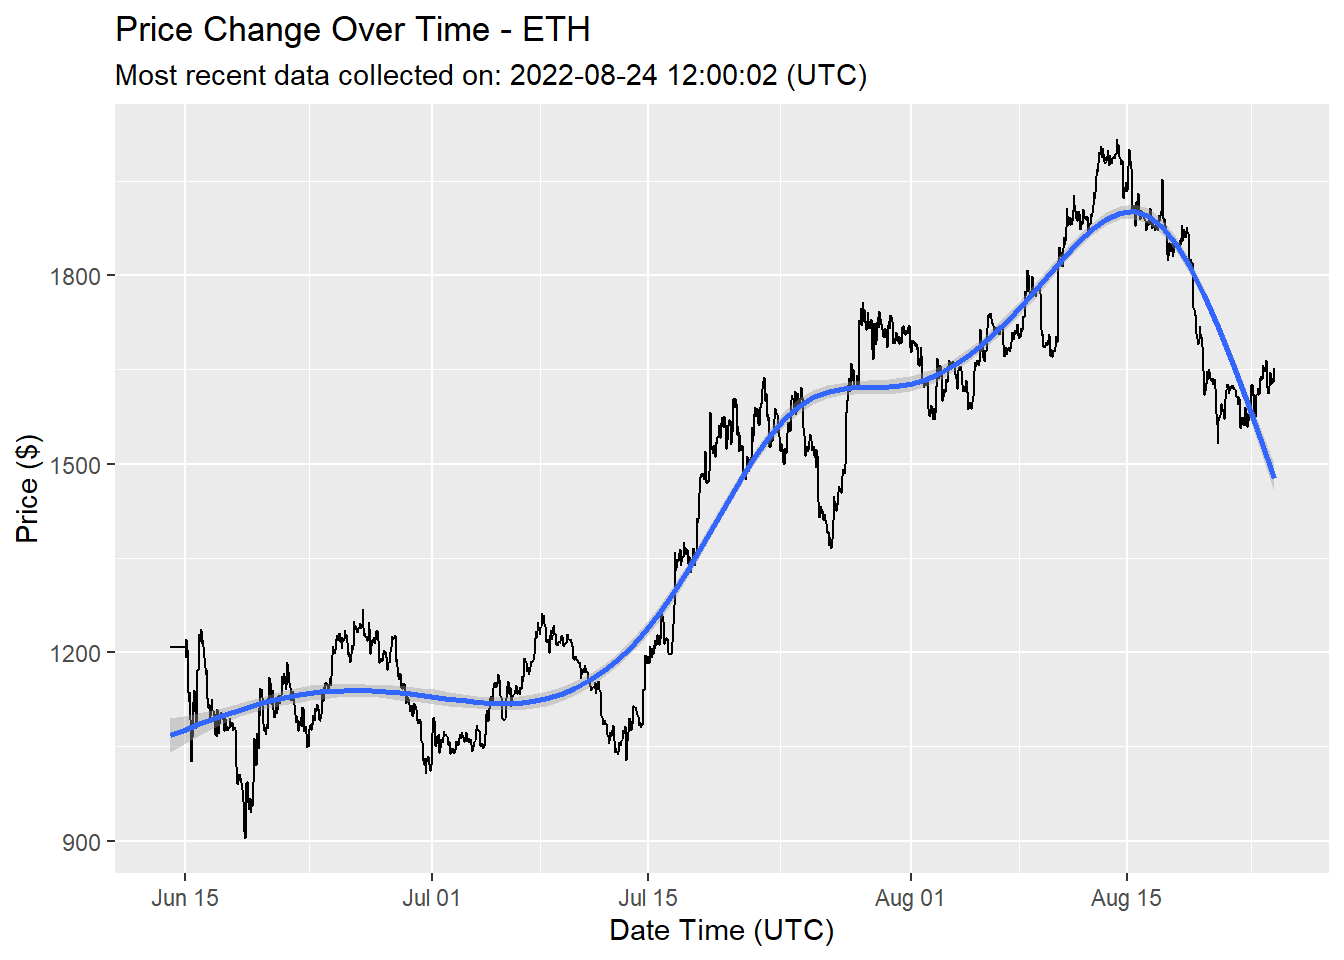 Price Change Over Time - ETH
Most recent data collected on: 2022-08-24 12:00:02 (UTC)
Price ($)
1800
1500
1200
900
Jun 15
Jul 01
Jul 15
Aug 01
Aug 15
Date Time (UTC)